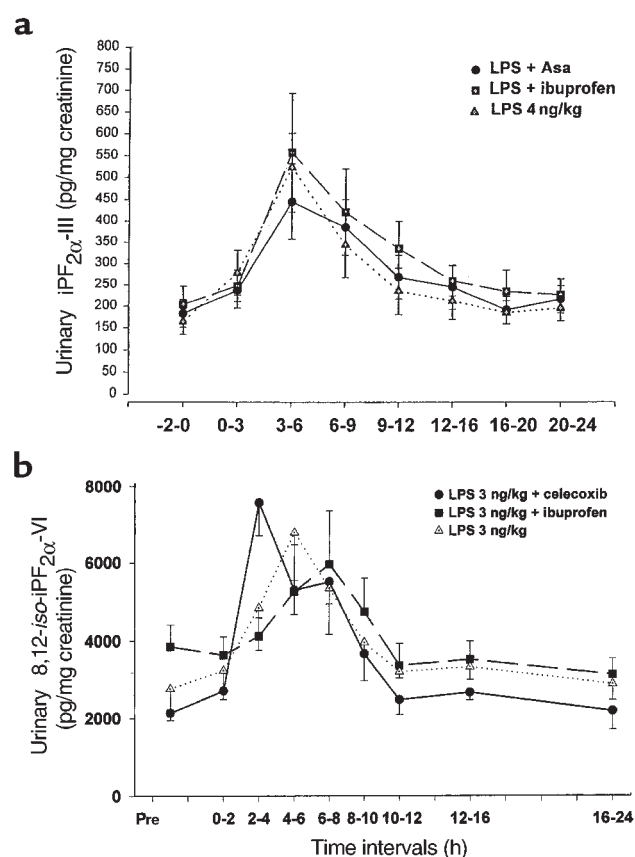 a
Urinary iPF2α-III (pg/mg creatinine)
800
750
700
650
600
550
500
450
400
350
300
250
200
150
100
50
0
LPS + Asa
LPS + ibuprofen
LPS 4 ng/kg
-2-0 0-3 3-6 6-9 9-12 12-16 16-20 20-24
b
Urinary 8,12-iso-iPF2α-VI
(pg/mg creatinine)
8000
6000
4000
2000
0
LPS 3 ng/kg + celecoxib
LPS 3 ng/kg + ibuprofen
LPS 3 ng/kg
Pre 0-2 2-4 4-6 6-8 8-10 10-12 12-16 16-24
Time intervals (h)